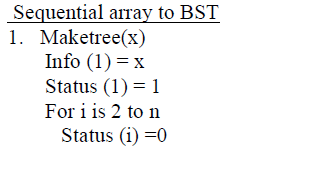 Sequential array to BST
1. Maketree(x)
Info (1) = x
Status (1) = 1
For i is 2 to n
Status (i) =0